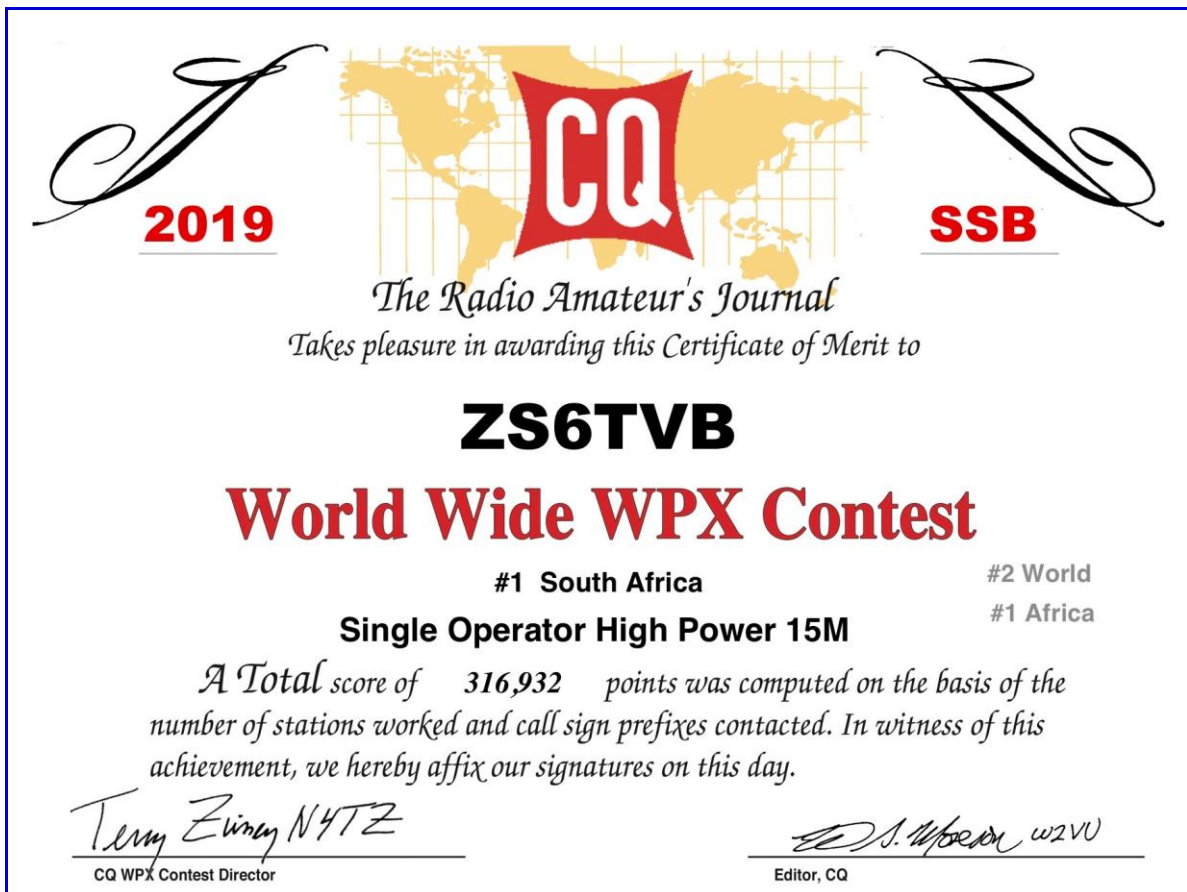 CQ
2019
SSB
The Radio Amateur's Journal
Takes pleasure in awarding this Certificate of Merit to
ZS6TVB
World Wide WPX Contest
#1 South Africa
#2 World
#1 Africa
Single Operator High Power 15M
A Total score of 316,932 points was computed on the basis of the
number of stations worked and call sign prefixes contacted. In witness of this
achievement, we hereby affix our signatures on this day.
Terry N4TZ
W2VU
CQ WPX Contest Director
Editor, CQ